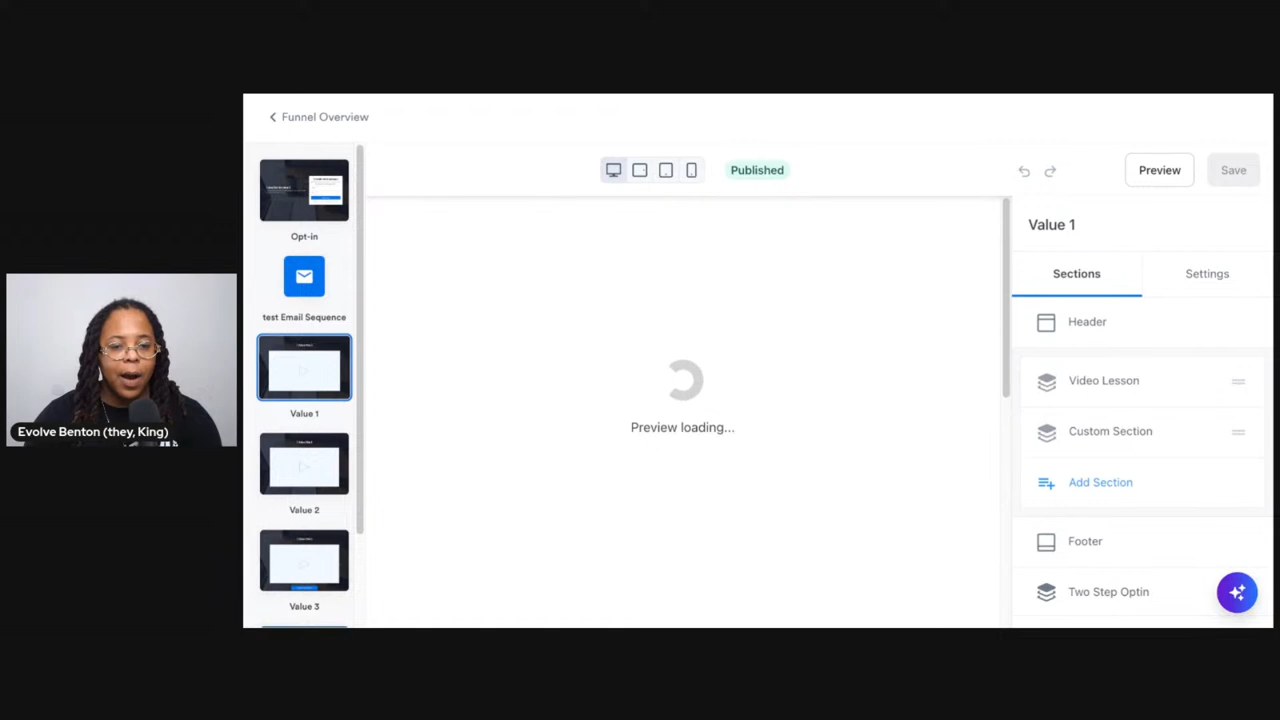 Funnel Overview
Published
Preview
Save
Opt-in
test Email Sequence
Value 1
Value 2
Value 3
Preview loading...
Value 1
Sections
Settings
Header
Video Lesson
Custom Section
Add Section
Footer
Two Step Optin
Evolve Benton (they, King)